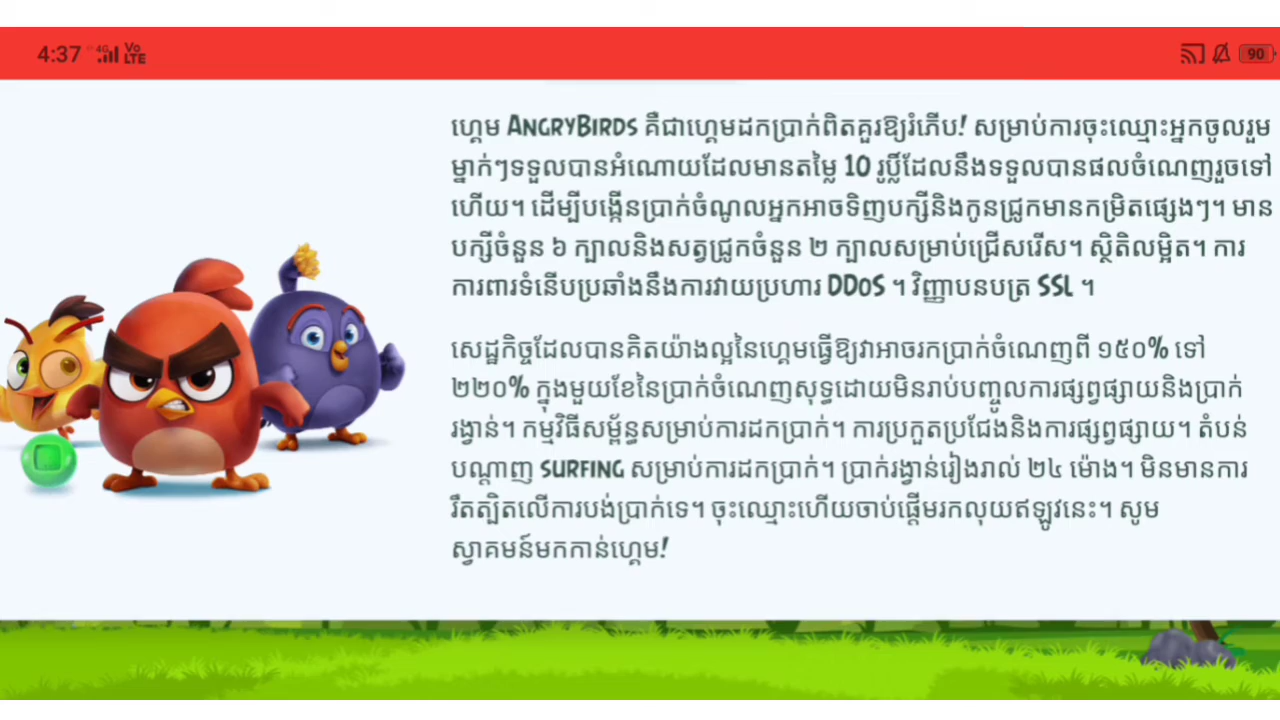 4:37 4G Vo LTE 90
ហ្គេម ANGRYBIRDS គឺជាហ្គេមដកប្រាក់ពិតគួរឱ្យរំភើប! សម្រាប់ការចុះឈ្មោះអ្នកចូលរួម
ម្នាក់ៗទទួលបានអំណោយដែលមានតម្លៃ 10 រូប្លិ៍ដែលនឹងទទួលបានផលចំណេញរួចទៅ
ហើយ។ ដើម្បីបង្កើនប្រាក់ចំណូលអ្នកអាចទិញបក្សីនិងកូនជ្រូកមានកម្រិតផ្សេងៗ។ មាន
បក្សីចំនួន ៦ ក្បាលនិងសត្វជ្រូកចំនួន ២ ក្បាលសម្រាប់ជ្រើសរើស។ ស្ថិតិលម្អិត។ ការ
ការពារទំនើបប្រឆាំងនឹងការវាយប្រហារ DDOS ។ វិញ្ញាបនបត្រ SSL ។
សេដ្ឋកិច្ចដែលបានគិតយ៉ាងល្អនៃហ្គេមធ្វើឱ្យវាអាចរកប្រាក់ចំណេញពី ១៥០% ទៅ
២២០% ក្នុងមួយខែនៃប្រាក់ចំណេញសុទ្ធដោយមិនរាប់បញ្ចូលការផ្សព្វផ្សាយនិងប្រាក់
រង្វាន់។ កម្មវិធីសម្ព័ន្ធសម្រាប់ការដកប្រាក់។ ការប្រកួតប្រជែងនិងការផ្សព្វផ្សាយ។ តំបន់
បណ្តាញ SURFING សម្រាប់ការដកប្រាក់។ ប្រាក់រង្វាន់រៀងរាល់ ២៤ ម៉ោង។ មិនមានការ
រឹតត្បិតលើការបង់ប្រាក់ទេ។ ចុះឈ្មោះហើយចាប់ផ្តើមរកលុយឥឡូវនេះ។ សូម
ស្វាគមន៍មកកាន់ហ្គេម!